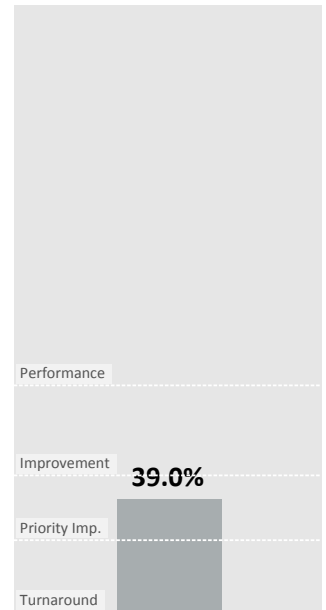 Performance
Improvement
39.0%
Priority Imp.
Turnaround